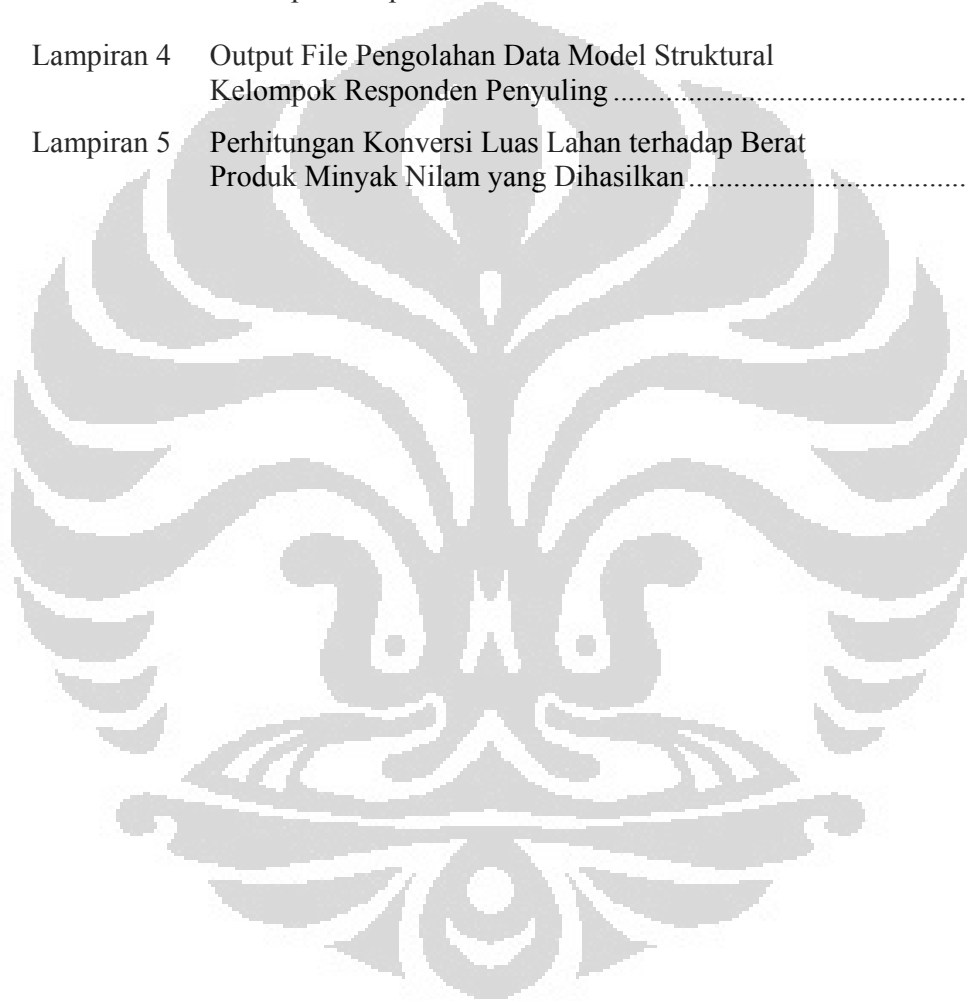 Lampiran 4 Output File Pengolahan Data Model Struktural
Kelompok Responden Penyuling ................................................
Lampiran 5 Perhitungan Konversi Luas Lahan terhadap Berat
Produk Minyak Nilam yang Dihasilkan .....................................